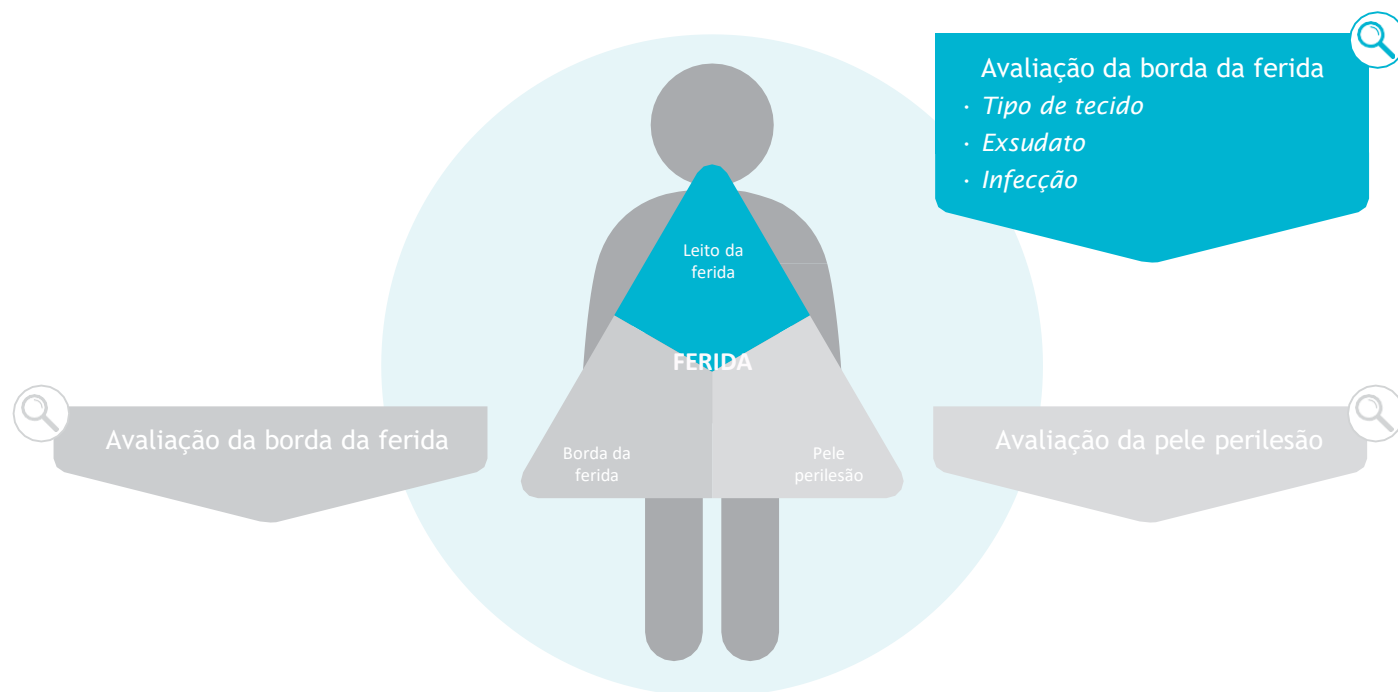 Avaliação da borda da ferida
· Tipo de tecido
· Exsudato
· Infecção
Leito da
ferida
FERIDA
Avaliação da borda da ferida
Borda da
ferida
Pele
perilesão
Avaliação da pele perilesão